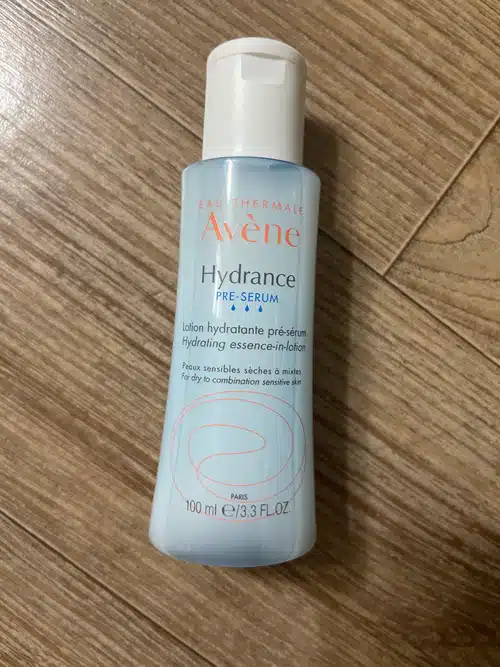 EAU THERMALE
Avène
Hydrance
PRE-SERUM
Lotion hydratante pré-sérum
Hydrating essence-in-lotion
Peaux sensibles sèches à mixtes
For dry to combination sensitive skin
PARIS
100 ml ℮/3.3 FL.OZ.